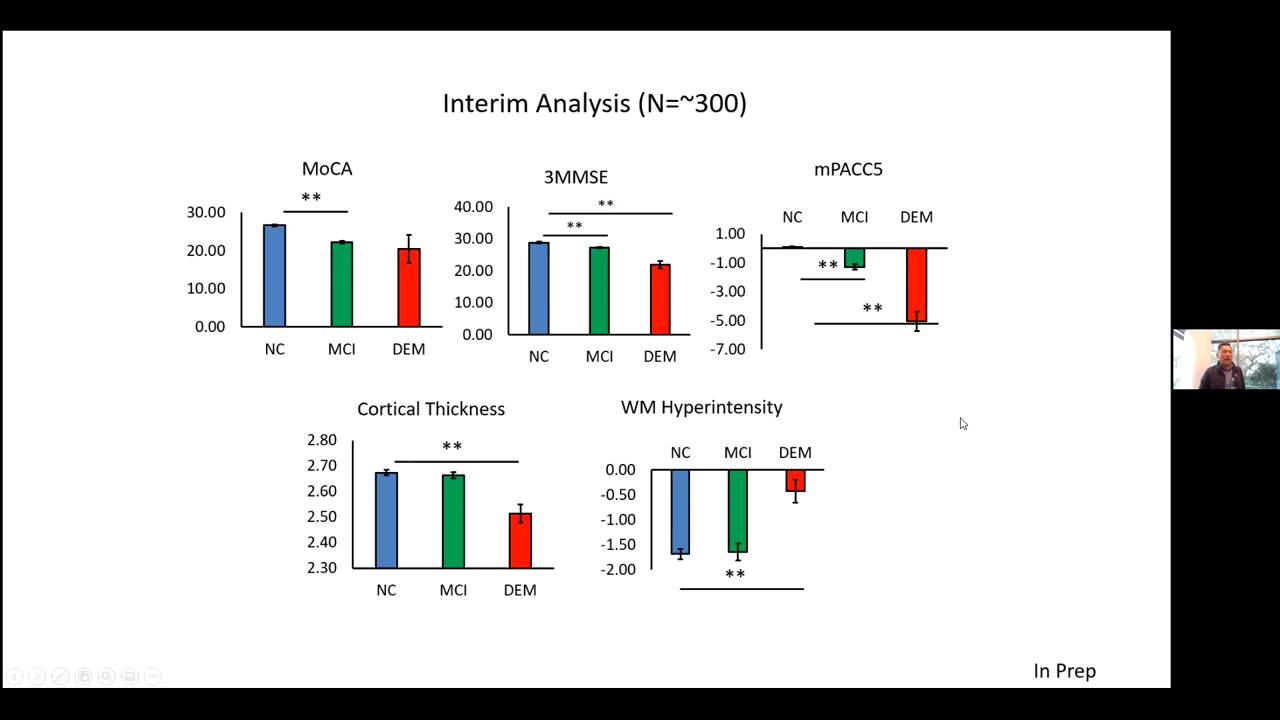 Interim Analysis (N=~300)
MoCA
**
30.00
20.00
10.00
0.00
NC MCI DEM
3MMSE
**
**
40.00
30.00
20.00
10.00
0.00
NC MCI DEM
mPACC5
NC MCI DEM
1.00
-1.00
-3.00
-5.00
-7.00
**
**
Cortical Thickness
**
2.80
2.70
2.60
2.50
2.40
2.30
NC MCI DEM
WM Hyperintensity
NC MCI DEM
0.00
-0.50
-1.00
-1.50
-2.00
**
In Prep